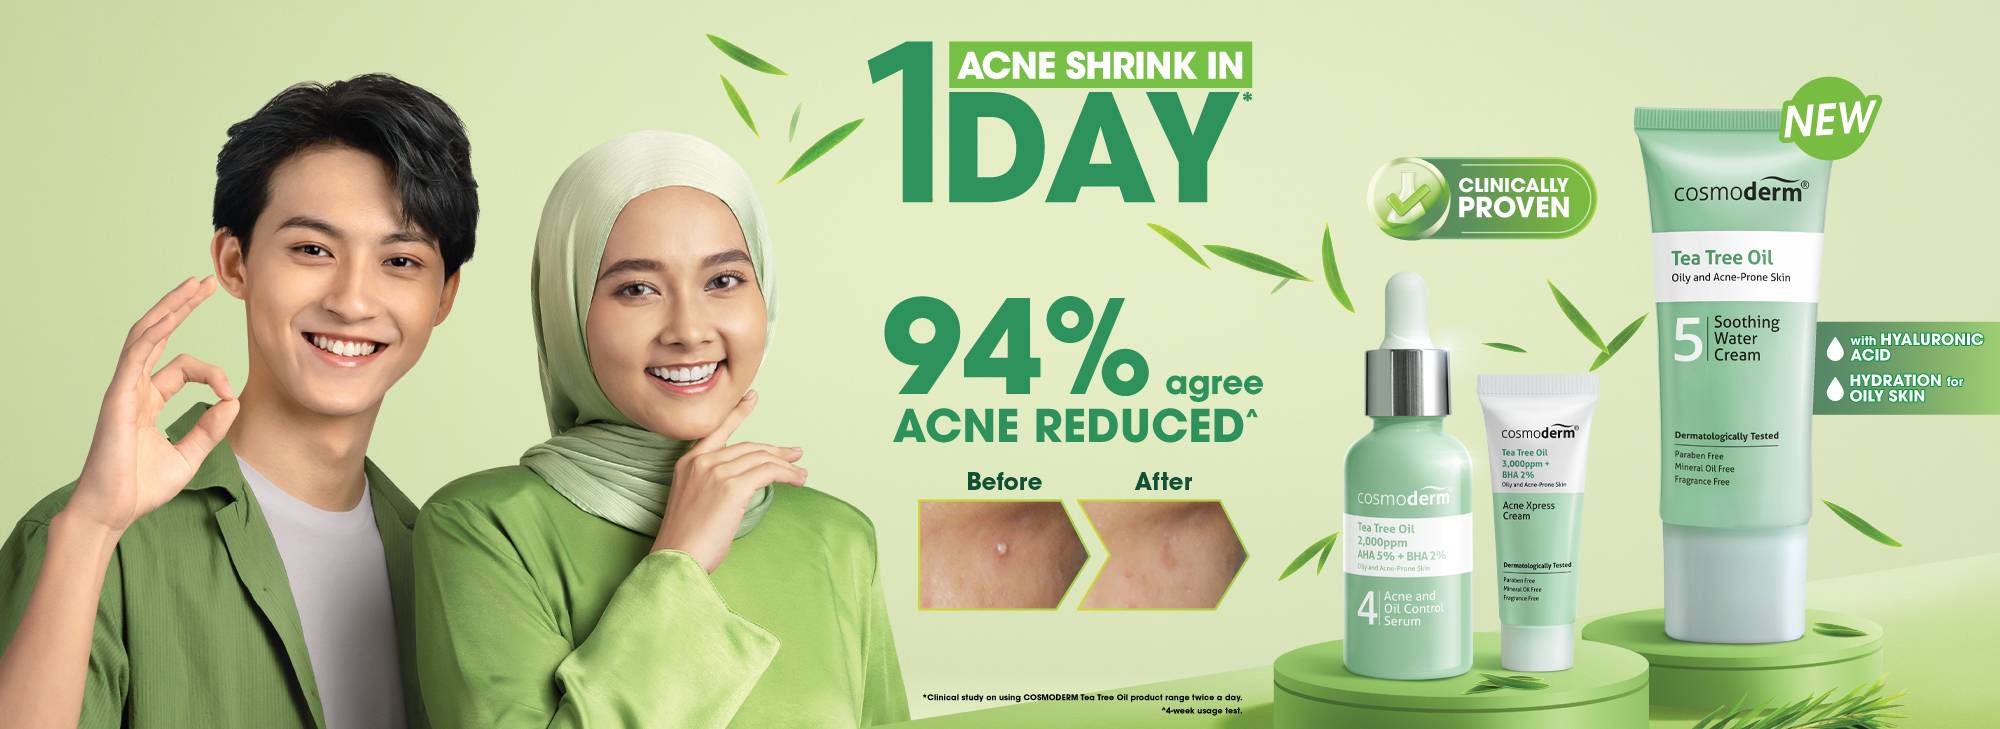 ACNE SHRINK IN
1DAY*
94% agree
ACNE REDUCED^
Before
After
*Clinical study on using COSMODERM Tea Tree Oil product range twice a day.
^4-week usage test.
CLINICALLY
PROVEN
cosmoderm®
Tea Tree Oil
2,000ppm
AHA 5% + BHA 2%
Oily and Acne-Prone Skin
4
Acne and
Oil Control
Serum
cosmoderm®
Tea Tree Oil
3,000ppm +
BHA 2%
Oily and Acne-Prone Skin
Acne Xpress
Cream
Dermatologically Tested
Paraben Free
Mineral Oil Free
Fragrance Free
NEW
cosmoderm®
Tea Tree Oil
Oily and Acne-Prone Skin
5
Soothing
Water
Cream
Dermatologically Tested
Paraben Free
Mineral Oil Free
Fragrance Free
with HYALURONIC
ACID
HYDRATION for
OILY SKIN